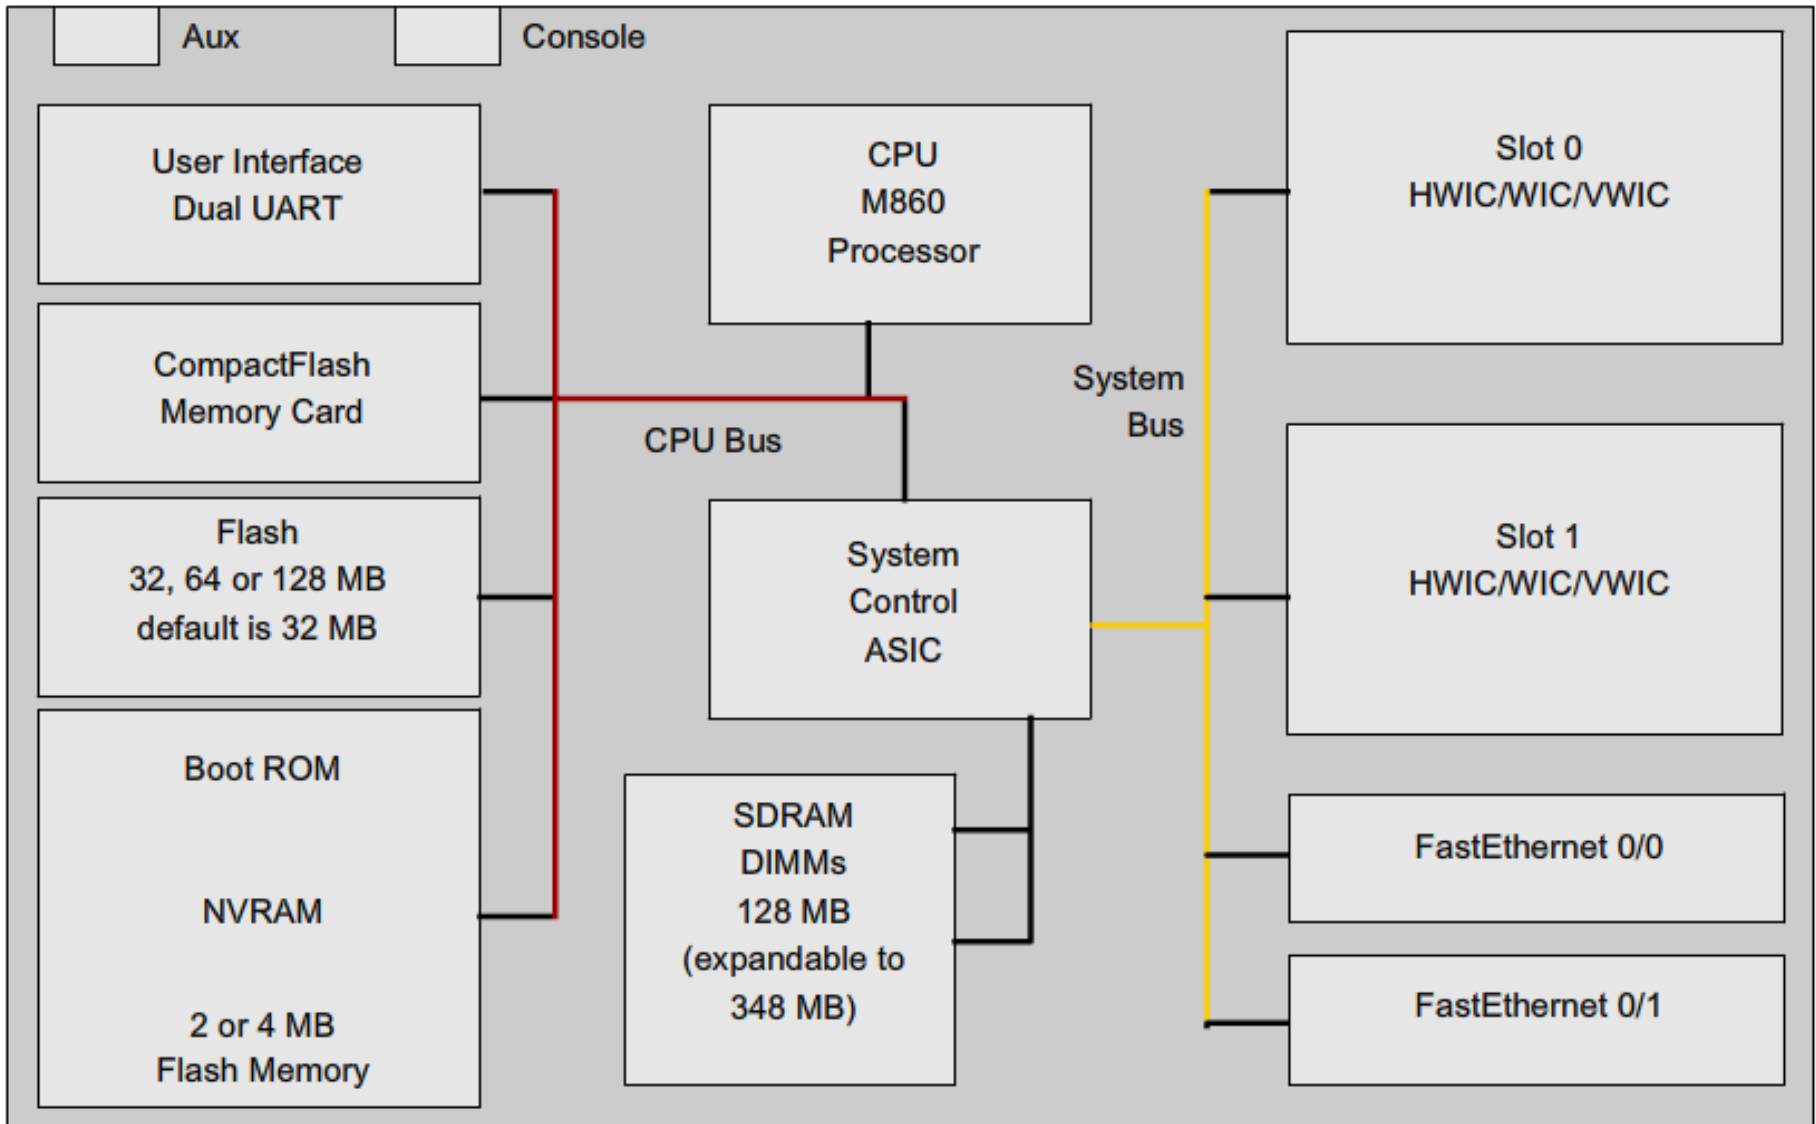 Aux
Console
User Interface
Dual UART
CompactFlash
Memory Card
Flash
32, 64 or 128 MB
default is 32 MB
Boot ROM
NVRAM
2 or 4 MB
Flash Memory
CPU
M860
Processor
CPU Bus
System
Control
ASIC
SDRAM
DIMMs
128 MB
(expandable to
348 MB)
System
Bus
Slot 0
HWIC/WIC/VWIC
Slot 1
HWIC/WIC/VWIC
FastEthernet 0/0
FastEthernet 0/1